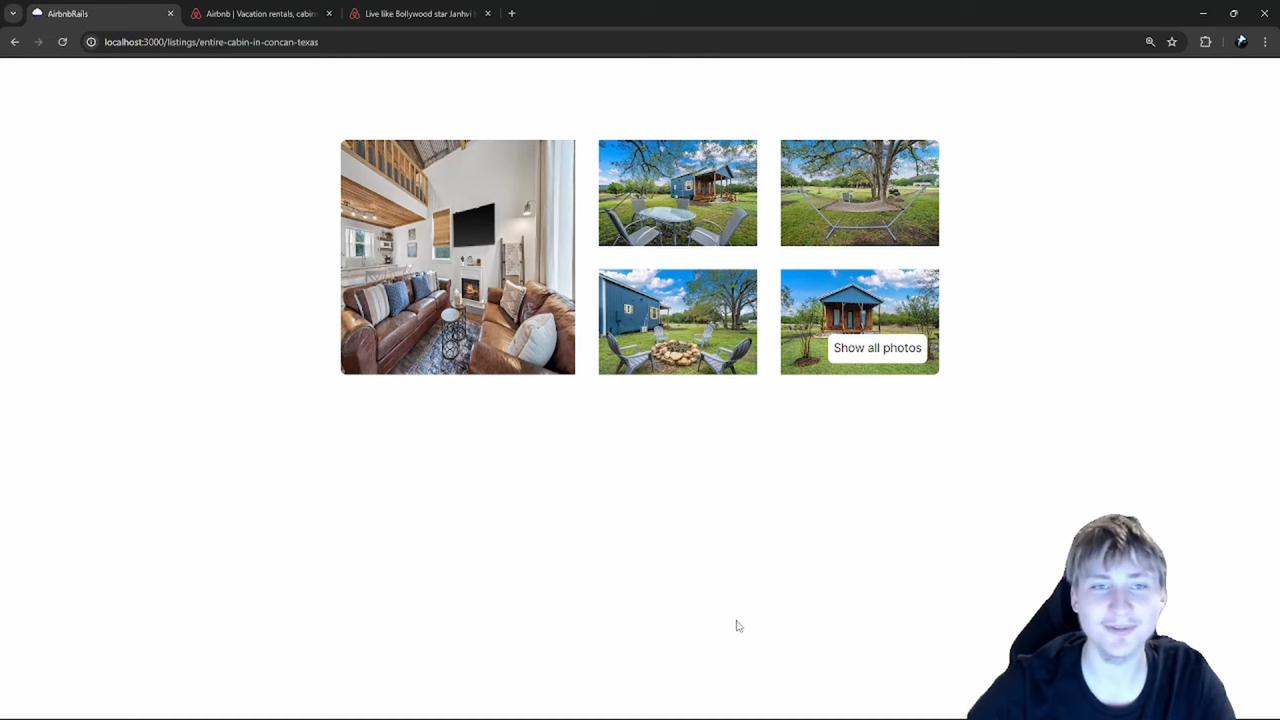 AirbnbRails
Airbnb | Vacation rentals, cabin
Live like Bollywood star Janhvi
localhost:3000/listings/entire-cabin-in-concan-texas
Show all photos